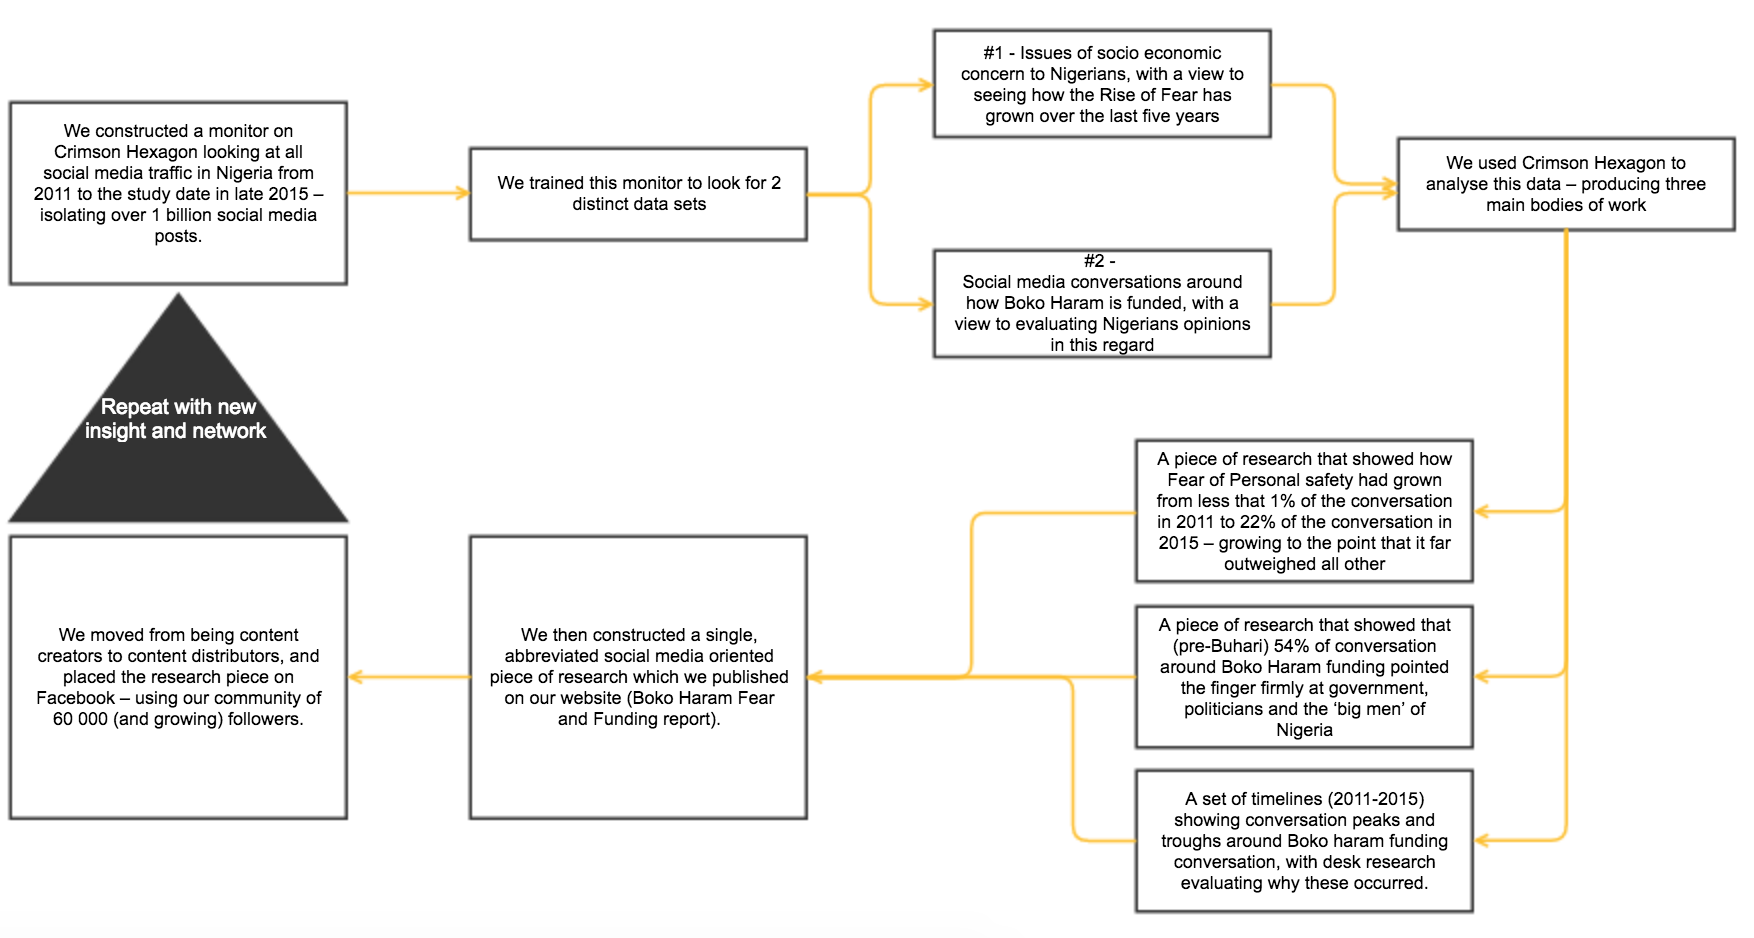 We constructed a monitor on
Crimson Hexagon looking at all
social media traffic in Nigeria from
2011 to the study date in late 2015 –
isolating over 1 billion social media
posts.
We trained this monitor to look for 2
distinct data sets
#1 - Issues of socio economic
concern to Nigerians, with a view to
seeing how the Rise of Fear has
grown over the last five years
#2 -
Social media conversations around
how Boko Haram is funded, with a
view to evaluating Nigerians opinions
in this regard
We used Crimson Hexagon to
analyse this data – producing three
main bodies of work
A piece of research that showed how
Fear of Personal safety had grown
from less that 1% of the conversation
in 2011 to 22% of the conversation in
2015 – growing to the point that it far
outweighed all other
A piece of research that showed that
(pre-Buhari) 54% of conversation
around Boko Haram funding pointed
the finger firmly at government,
politicians and the ‘big men’ of
Nigeria
A set of timelines (2011-2015)
showing conversation peaks and
troughs around Boko haram funding
conversation, with desk research
evaluating why these occurred.
We then constructed a single,
abbreviated social media oriented
piece of research which we published
on our website (Boko Haram Fear
and Funding report).
We moved from being content
creators to content distributors, and
placed the research piece on
Facebook – using our community of
60 000 (and growing) followers.
Repeat with new
insight and network